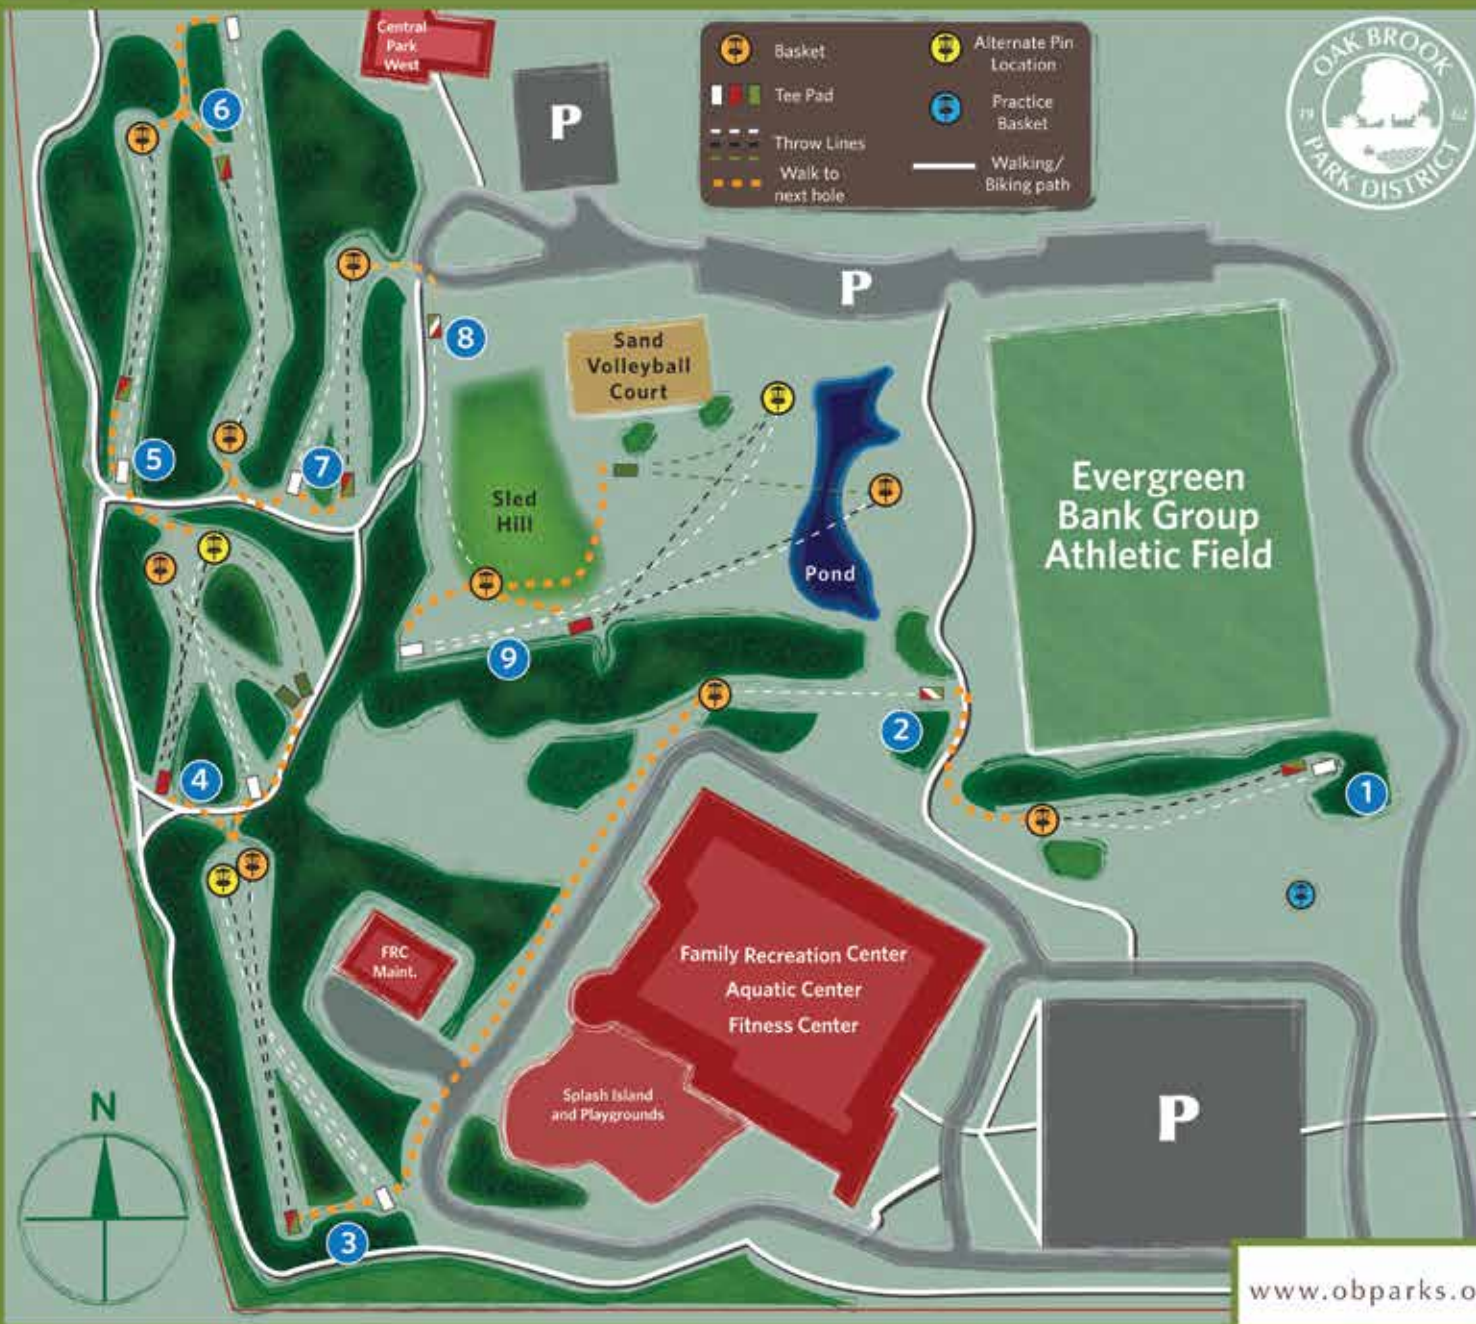 Central
Park
West
P
Basket
Alternate Pin
Location
Tee Pad
Practice
Basket
Throw Lines
Walk to
next hole
Walking/
Biking path
OAK BROOK
19 62
PARK DISTRICT
6
P
8
Sand
Volleyball
Court
5
7
Sled
Hill
Pond
Evergreen
Bank Group
Athletic Field
9
2
4
1
FRC
Maint.
Family Recreation Center
Aquatic Center
Fitness Center
Splash Island
and Playgrounds
N
P
3
www.obparks.o